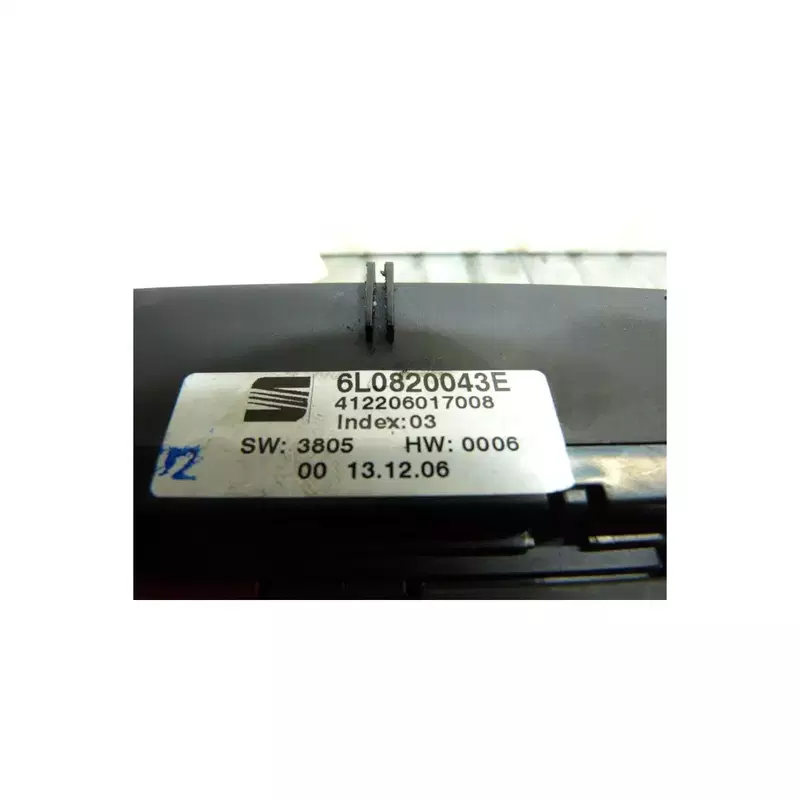 6L0820043E
412206017008
Index:03
SW: 3805 HW: 0006
00 13.12.06